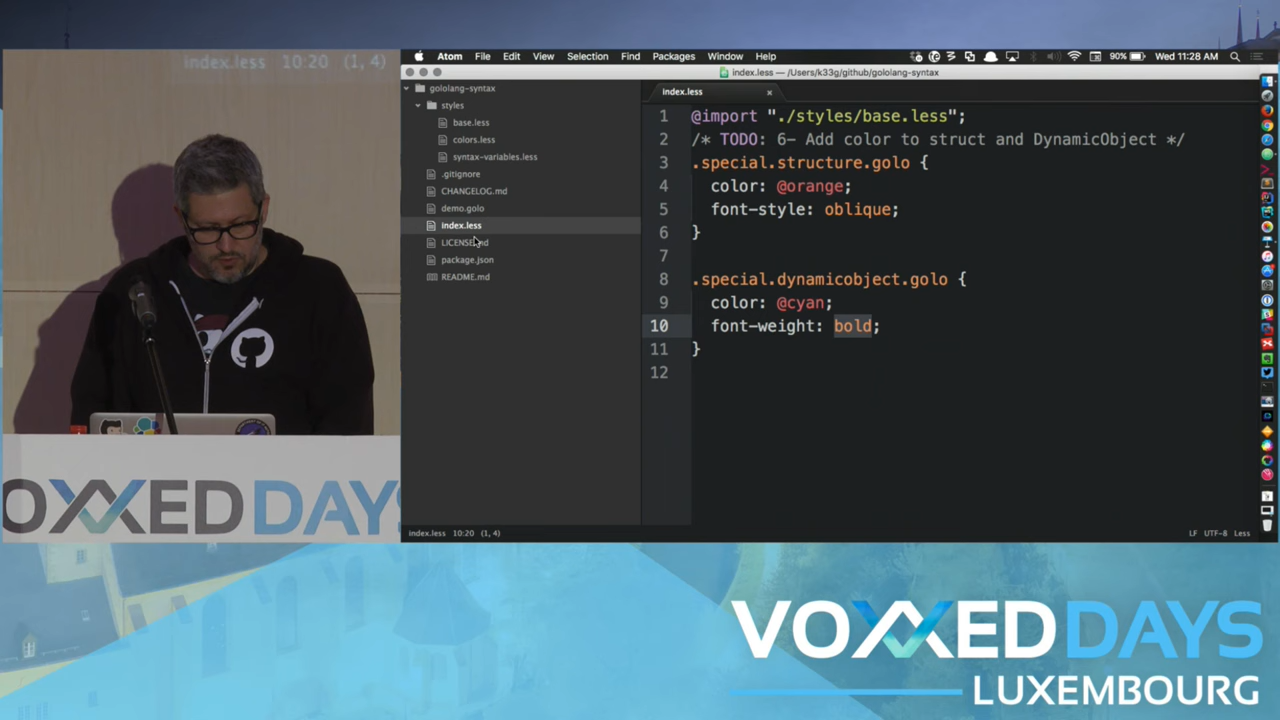 index.less 10:20 (1, 4)
Atom File Edit View Selection Find Packages Window Help
90% Wed 11:28 AM
index.less — /Users/k33g/github/gololang-syntax
gololang-syntax
styles
base.less
colors.less
syntax-variables.less
.gitignore
CHANGELOG.md
demo.golo
index.less
LICENSE.md
package.json
README.md
index.less
1 @import "./styles/base.less";
2 /* TODO: 6- Add color to struct and DynamicObject */
3 .special.structure.golo {
4 color: @orange;
5 font-style: oblique;
6 }
7
8 .special.dynamicobject.golo {
9 color: @cyan;
10 font-weight: bold;
11 }
12
index.less 10:20 (1, 4)
LF UTF-8 Less
VOXXED DAYS
VOXXED DAYS
LUXEMBOURG